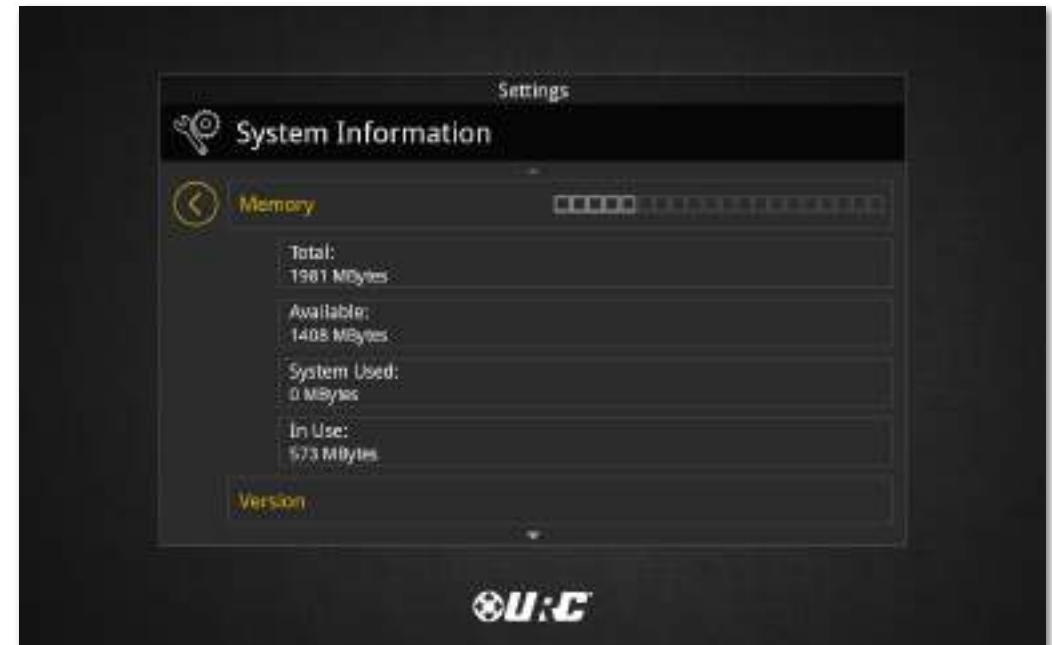 Settings
System Information
Memory
Total:
1981 MBytes
Available:
1408 MBytes
System Used:
0 MBytes
In Use:
573 MBytes
Version
URC